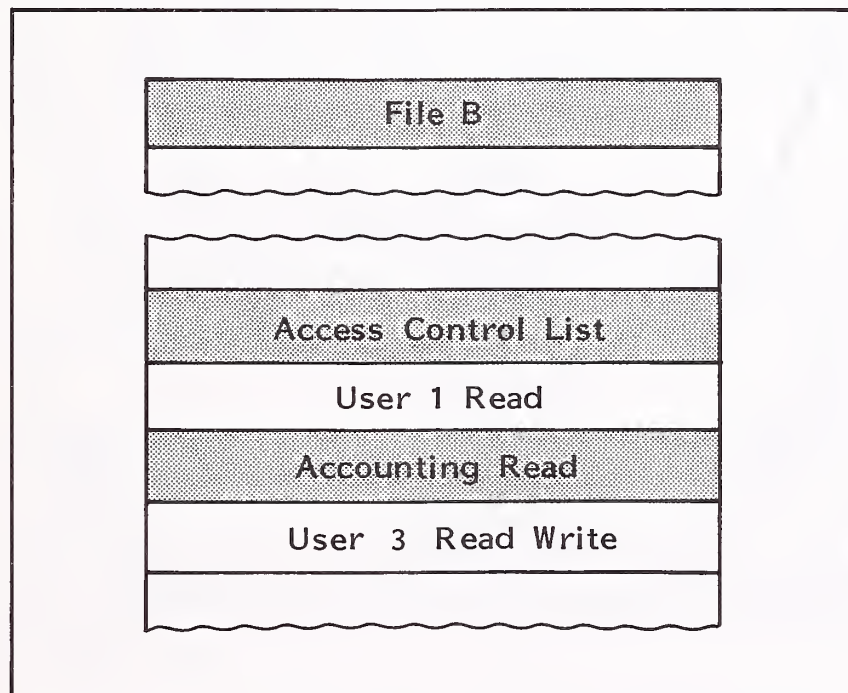 File B
Access Control List
User 1 Read
Accounting Read
User 3 Read Write